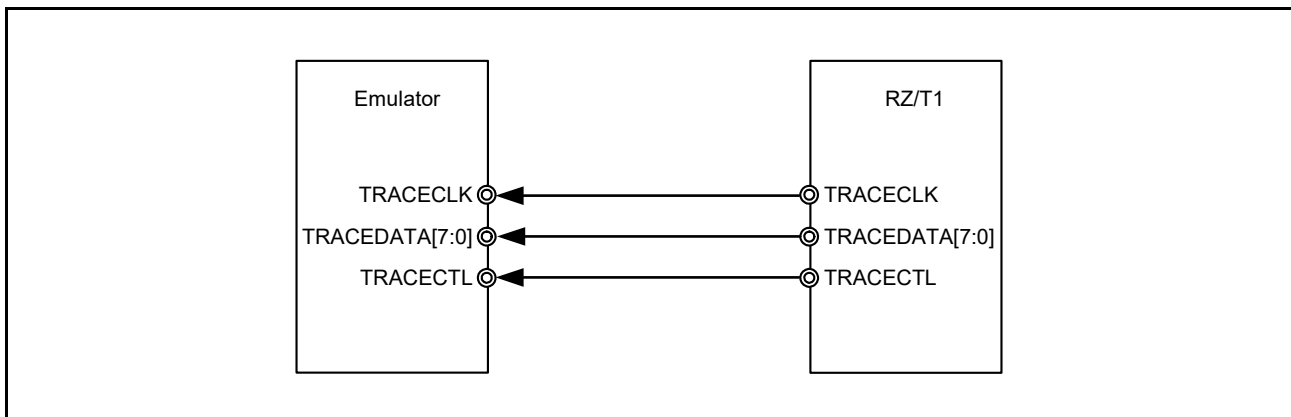 Emulator
RZ/T1
TRACECLK
TRACECLK
TRACEDATA[7:0]
TRACEDATA[7:0]
TRACECTL
TRACECTL